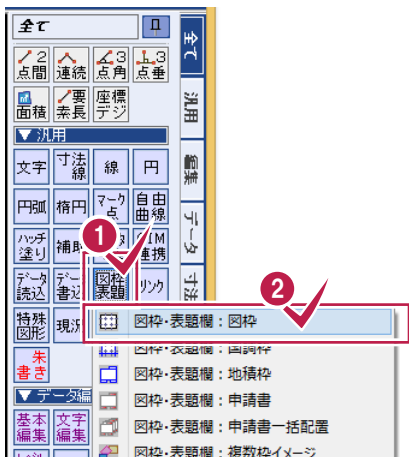 全て
2 3 1.3
点間 連続 点角 点垂
要 座標
面積 素長 デジ
▼ 汎用
文字 寸法線 線 円
円弧 楕円 マーク点 自由曲線
ハッチ塗り 補助 連携
1
データ読込 データ書込 図枠表題 リンク
2
特殊図形 現況
図枠・表題欄：図枠
図枠・表題欄：国調枠
朱書き
図枠・表題欄：地積枠
▼ データ編
図枠・表題欄：申請書
基本編集 文字編集
図枠・表題欄：申請書一括配置
図枠・表題欄：複数枠イメージ
全て
汎用
編集
データ
寸法